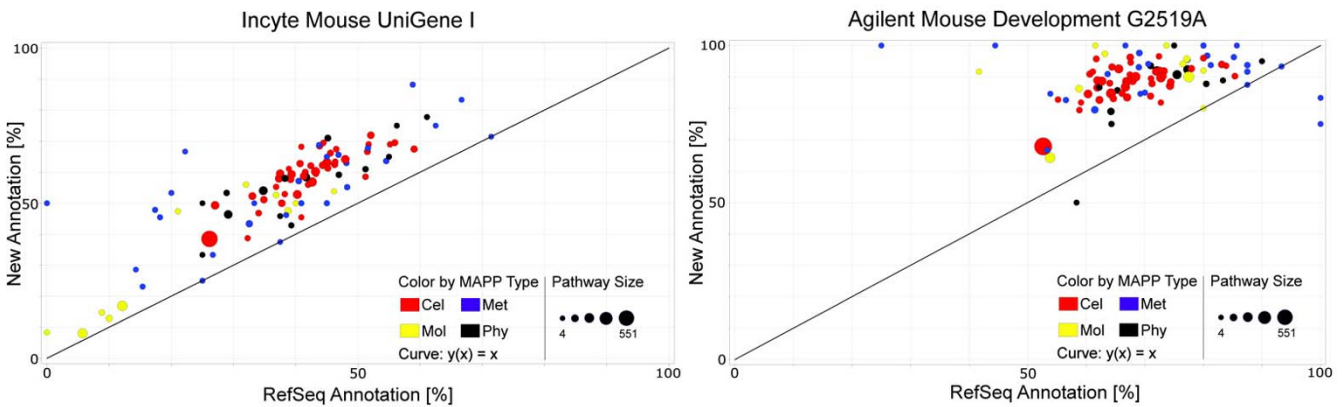 Incyte Mouse UniGene I
100
50
0
New Annotation [%]
0
50
100
RefSeq Annotation [%]
Color by MAPP Type
Cel
Met
Mol
Phy
Curve: y(x) = x
Pathway Size
4
551
Agilent Mouse Development G2519A
100
50
0
New Annotation [%]
0
50
100
RefSeq Annotation [%]
Color by MAPP Type
Cel
Met
Mol
Phy
Curve: y(x) = x
Pathway Size
4
551